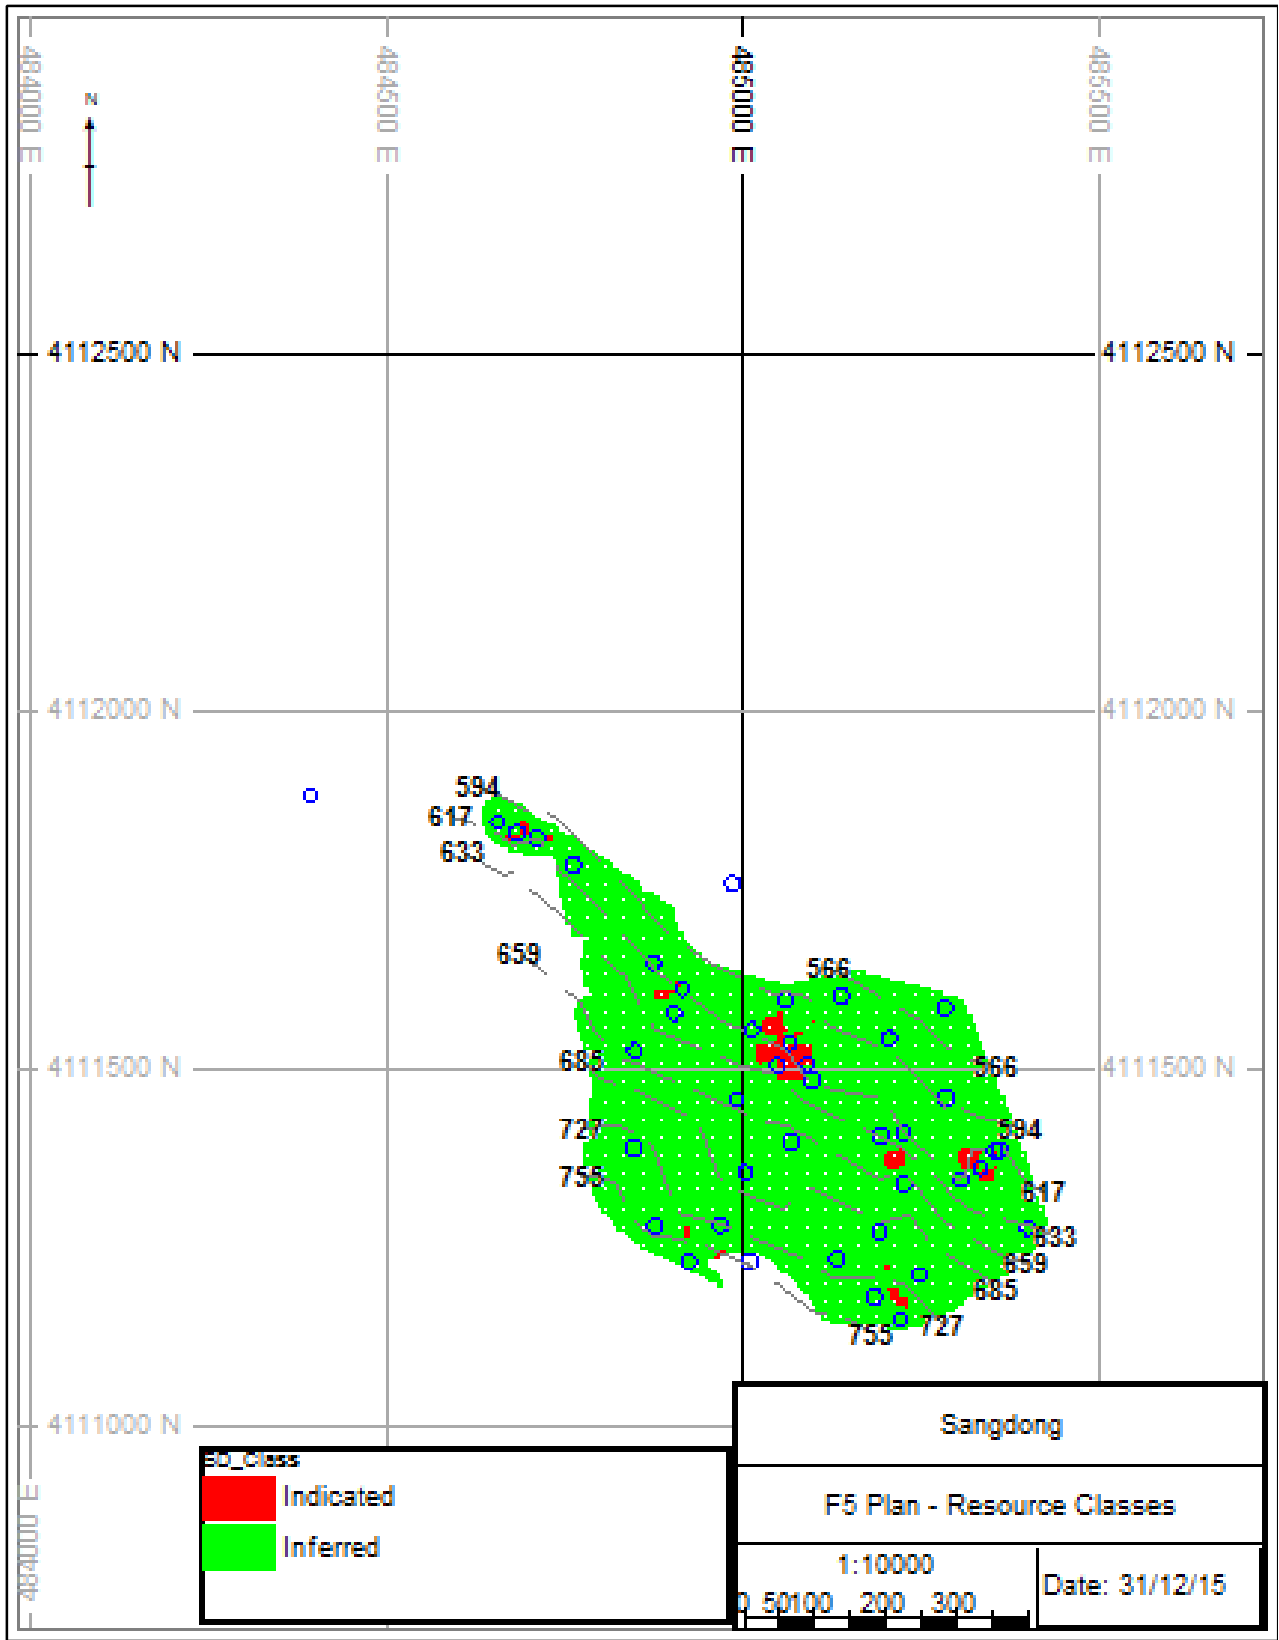 484000 E
484500 E
485000 E
485500 E
N
4112500 N
4112500 N
4112000 N
4112000 N
594
617
633
659
566
685
4111500 N
566
4111500 N
727
594
755
617
633
659
685
727
755
4111000 N
484000 E
Sangdong
F5 Plan - Resource Classes
1:10000
0 50100 200 300
Date: 31/12/15
Indicated
Inferred